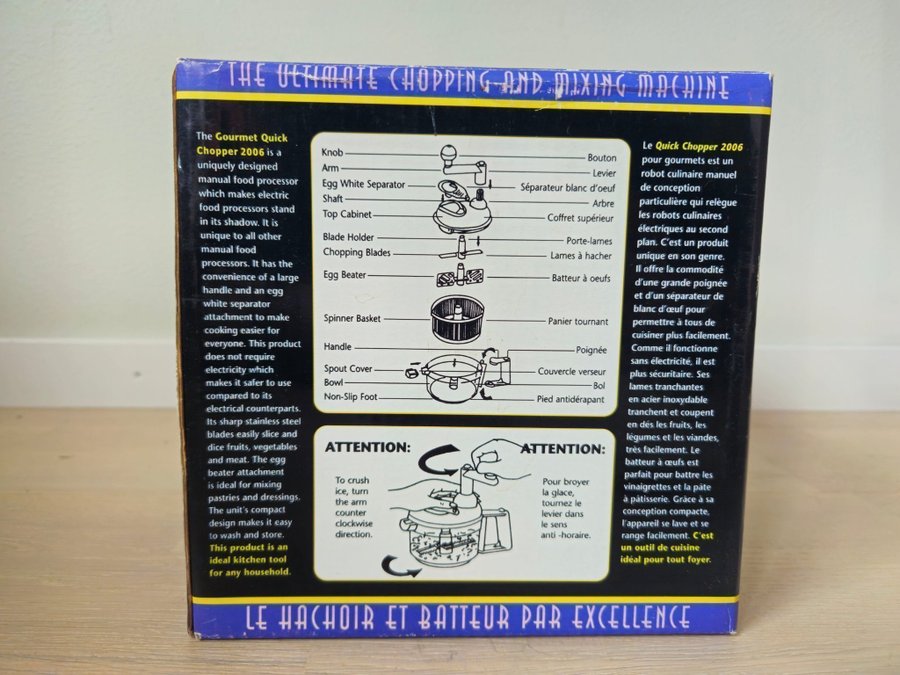 THE ULTIMATE CHOPPING AND MIXING MACHINE
The Gourmet Quick
Chopper 2006 is a
uniquely designed
manual food processor
which makes electric
food processors stand
in its shadow. It is
unique to all other
manual food
processors. It has the
convenience of a large
handle and an egg
white separator
attachment to make
cooking easier for
everyone. This product
does not require
electricity which
makes it safer to use
compared to its
electrical counterparts.
Its sharp stainless steel
blades easily slice and
dice fruits, vegetables
and meat. The egg
beater attachment
is ideal for mixing
pastries and dressings.
The unit's compact
design makes it easy
to wash and store.
This product is an
ideal kitchen tool
for any household.
Knob
Arm
Egg White Separator
Shaft
Top Cabinet
Blade Holder
Chopping Blades
Egg Beater
Spinner Basket
Handle
Spout Cover
Bowl
Non-Slip Foot
Bouton
Levier
Séparateur blanc d'oeuf
Arbre
Coffret supérieur
Porte-lames
Lames à hacher
Batteur à oeufs
Panier tournant
Poignée
Couvercle verseur
Bol
Pied antidérapant
ATTENTION:
To crush
ice, turn
the arm
counter
clockwise
direction.
ATTENTION:
Pour broyer
la glace,
tournez le
levier dans
le sens
anti -horaire.
Le Quick Chopper 2006
pour gourmets est un
robot culinaire manuel
de conception
particulière qui relègue
les robots culinaires
électriques au second
plan. C'est un produit
unique en son genre.
Il offre la commodité
d'une grande poignée
et d'un séparateur de
blanc d'œuf pour
permettre à tous de
cuisiner plus facilement.
Comme il fonctionne
sans électricité, il est
plus sécuritaire. Ses
lames tranchantes
en acier inoxydable
tranchent et coupent
en dés les fruits, les
légumes et les viandes,
très facilement. Le
batteur à œufs est
parfait pour battre les
vinaigrettes et la pâte
à pâtisserie. Grâce à sa
conception compacte,
l'appareil se lave et se
range facilement. C'est
un outil de cuisine
idéal pour tout foyer.
LE HACHOIR ET BATTEUR PAR EXCELLENCE